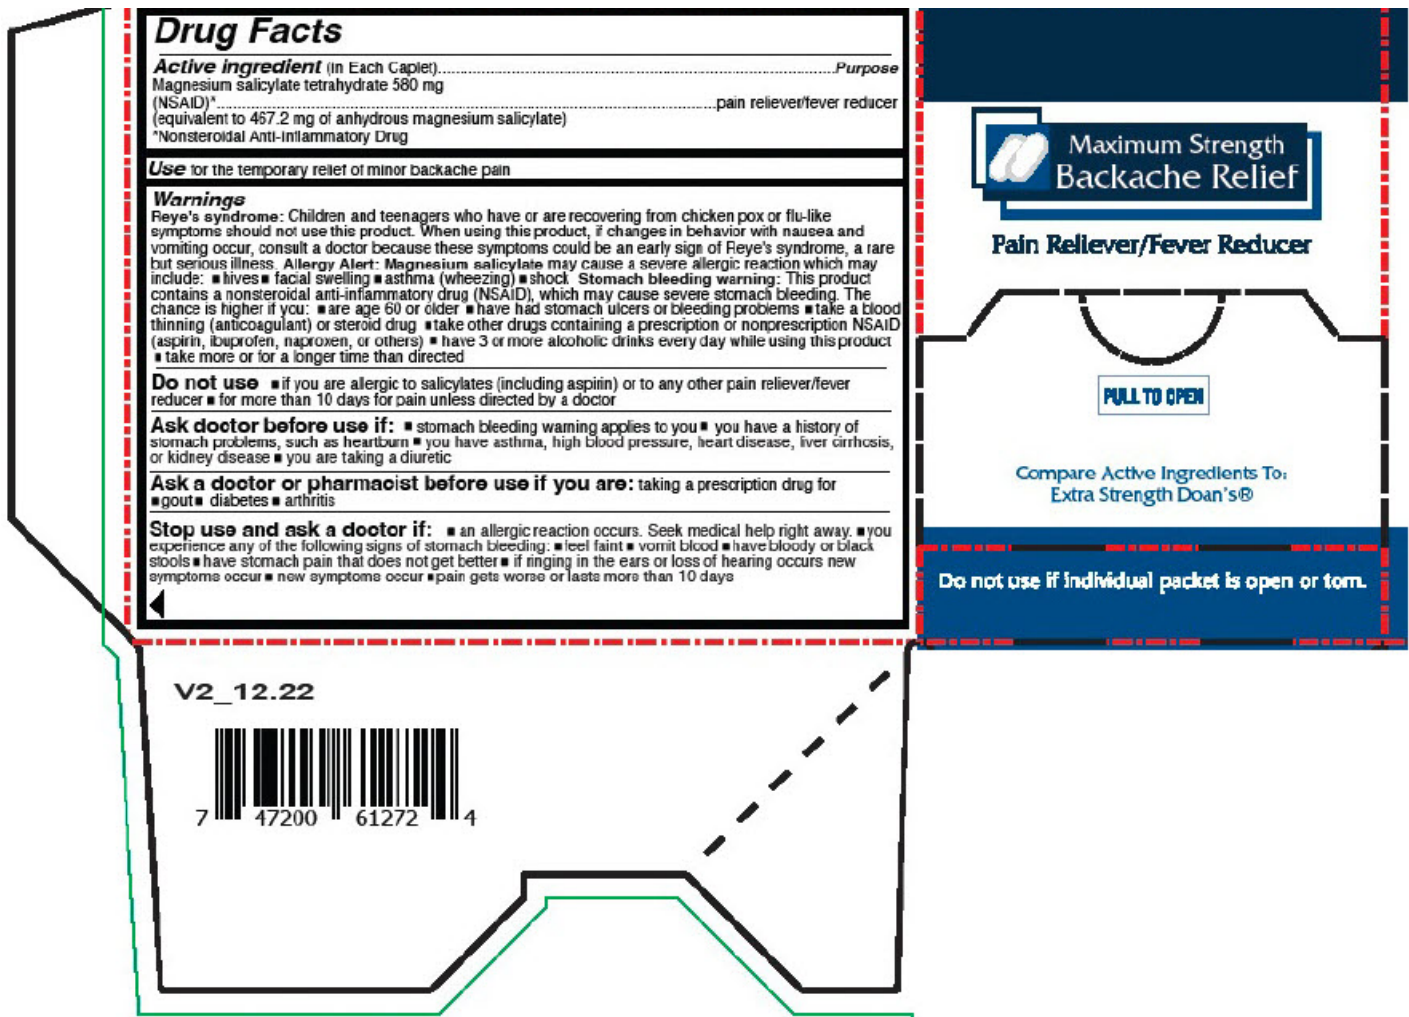 Drug Facts
Active ingredient (in Each Caplet)..........Purpose
Magnesium salicylate tetrahydrate 580 mg
(NSAID)*..........pain reliever/fever reducer
(equivalent to 467.2 mg of anhydrous magnesium salicylate)
*Nonsteroidal Anti-inflammatory Drug
Use for the temporary relief of minor backache pain
Warnings
Reye's syndrome: Children and teenagers who have or are recovering from chicken pox or flu-like
symptoms should not use this product. When using this product, if changes in behavior with nausea and
vomiting occur, consult a doctor because these symptoms could be an early sign of Reye's syndrome, a rare
but serious illness. Allergy Alert: Magnesium salicylate may cause a severe allergic reaction which may
include: ■ hives ■ facial swelling ■ asthma (wheezing) ■ shock Stomach bleeding warning: This product
contains a nonsteroidal anti-inflammatory drug (NSAID), which may cause severe stomach bleeding. The
chance is higher if you: ■ are age 60 or older ■ have had stomach ulcers or bleeding problems ■ take a blood
thinning (anticoagulant) or steroid drug ■ take other drugs containing a prescription or nonprescription NSAID
(aspirin, ibuprofen, naproxen, or others) ■ have 3 or more alcoholic drinks every day while using this product
■ take more or for a longer time than directed
Do not use ■ if you are allergic to salicylates (including aspirin) or to any other pain reliever/fever
reducer ■ for more than 10 days for pain unless directed by a doctor
Ask doctor before use if: ■ stomach bleeding warning applies to you ■ you have a history of
stomach problems, such as heartburn ■ you have asthma, high blood pressure, heart disease, liver cirrhosis,
or kidney disease ■ you are taking a diuretic
Ask a doctor or pharmacist before use if you are: taking a prescription drug for
■ gout ■ diabetes ■ arthritis
Stop use and ask a doctor if: ■ an allergic reaction occurs. Seek medical help right away. ■ you
experience any of the following signs of stomach bleeding: ■ feel faint ■ vomit blood ■ have bloody or black
stools ■ have stomach pain that does not get better ■ if ringing in the ears or loss of hearing occurs new
symptoms occur ■ new symptoms occur ■ pain gets worse or lasts more than 10 days
V2_12.22
7 47200 61272 4
Maximum Strength
Backache Relief
Pain Reliever/Fever Reducer
PULL TO OPEN
Compare Active Ingredients To:
Extra Strength Doan's®
Do not use if individual packet is open or torn.